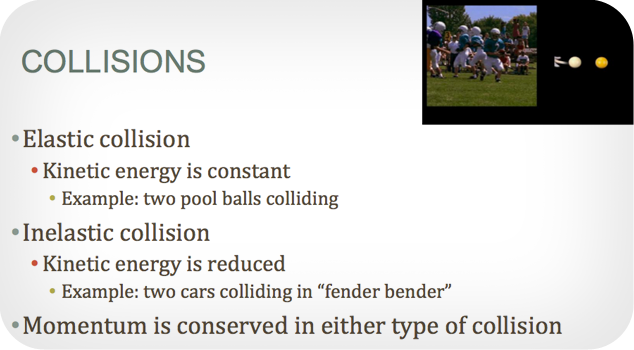 COLLISIONS
•Elastic collision
•Kinetic energy is constant
•Example: two pool balls colliding
•Inelastic collision
•Kinetic energy is reduced
•Example: two cars colliding in “fender bender”
•Momentum is conserved in either type of collision